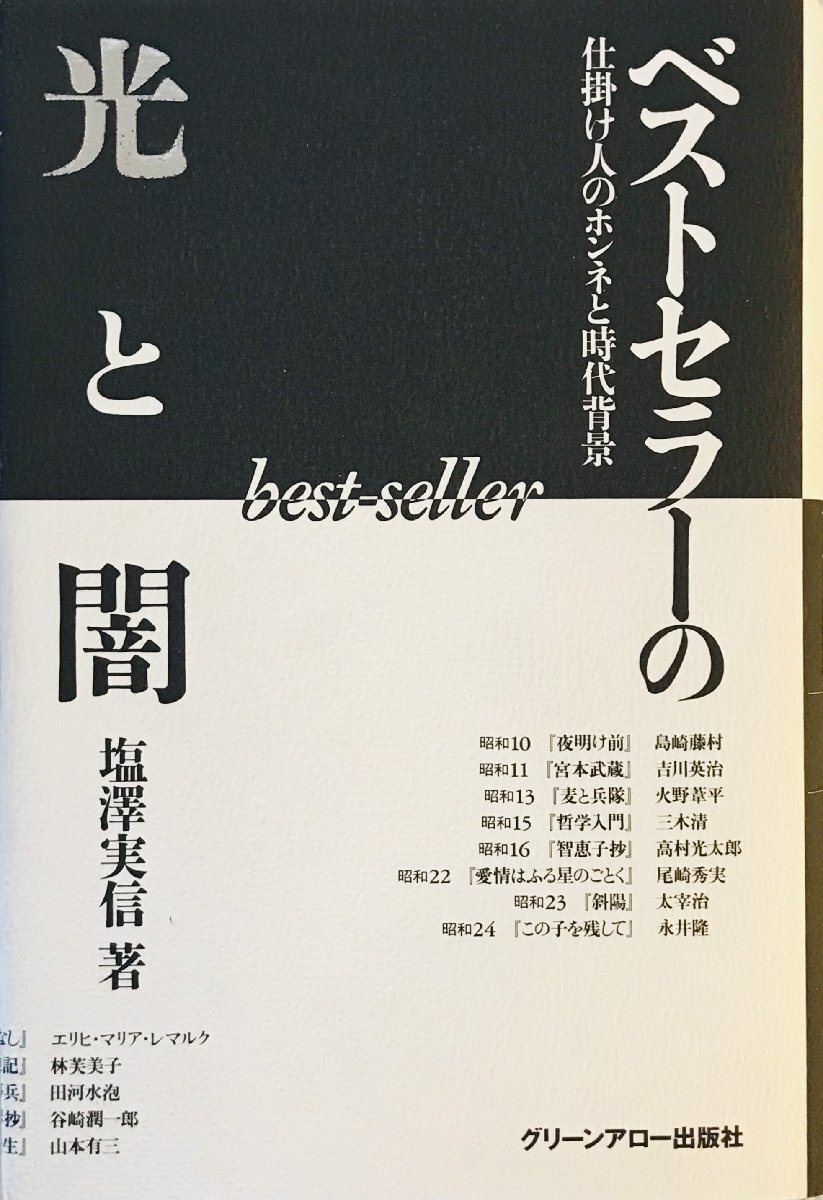 ベストセラーの
仕掛け人のホンネと時代背景
光と闇
best-seller
塩澤実信 著
昭和10 『夜明け前』 島崎藤村
昭和11 『宮本武蔵』 吉川英治
昭和13 『麦と兵隊』 火野葦平
昭和15 『哲学入門』 三木清
昭和16 『智恵子抄』 高村光太郎
昭和22 『愛情はふる星のごとく』 尾崎秀実
昭和23 『斜陽』 太宰治
昭和24 『この子を残して』 永井隆
なし』 エリヒ・マリア・レマルク
記』 林芙美子
兵』 田河水泡
抄』 谷崎潤一郎
生』 山本有三
グリーンアロー出版社